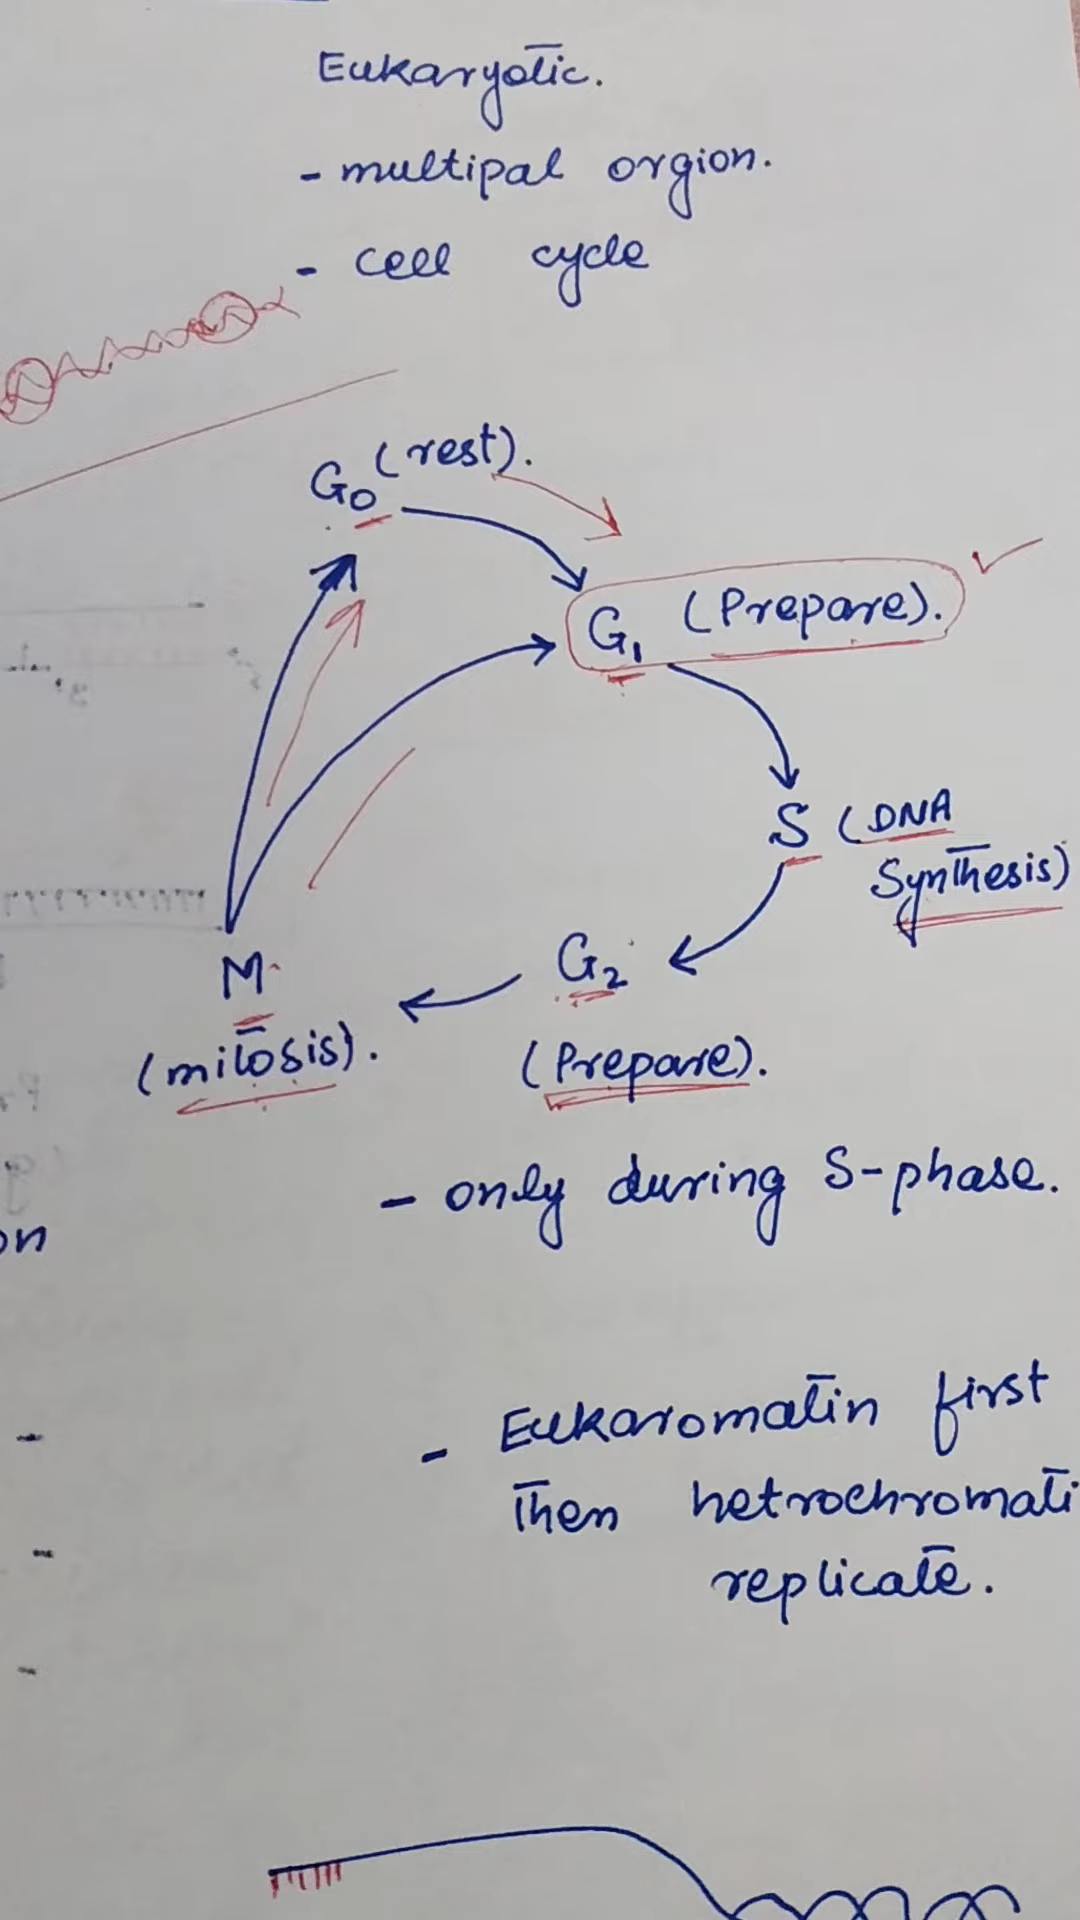 Eukaryotic.
- multipal orgion.
- cell cycle
G0 (rest).
G1 (Prepare).
S (DNA
Synthesis)
G2
(Prepare).
M
(mitosis).
- only during S-phase.
on
- Eukaromatin first
Then hetrochromati
replicate.